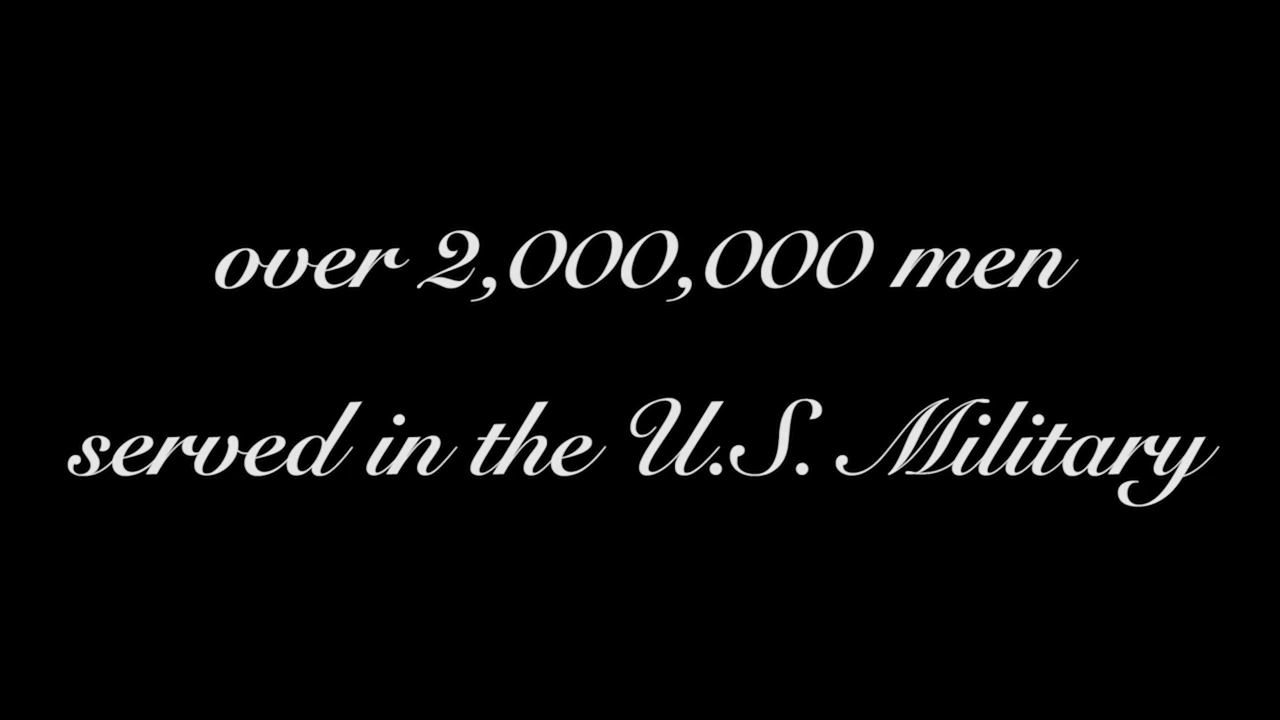 over 2,000,000 men
served in the U.S. Military